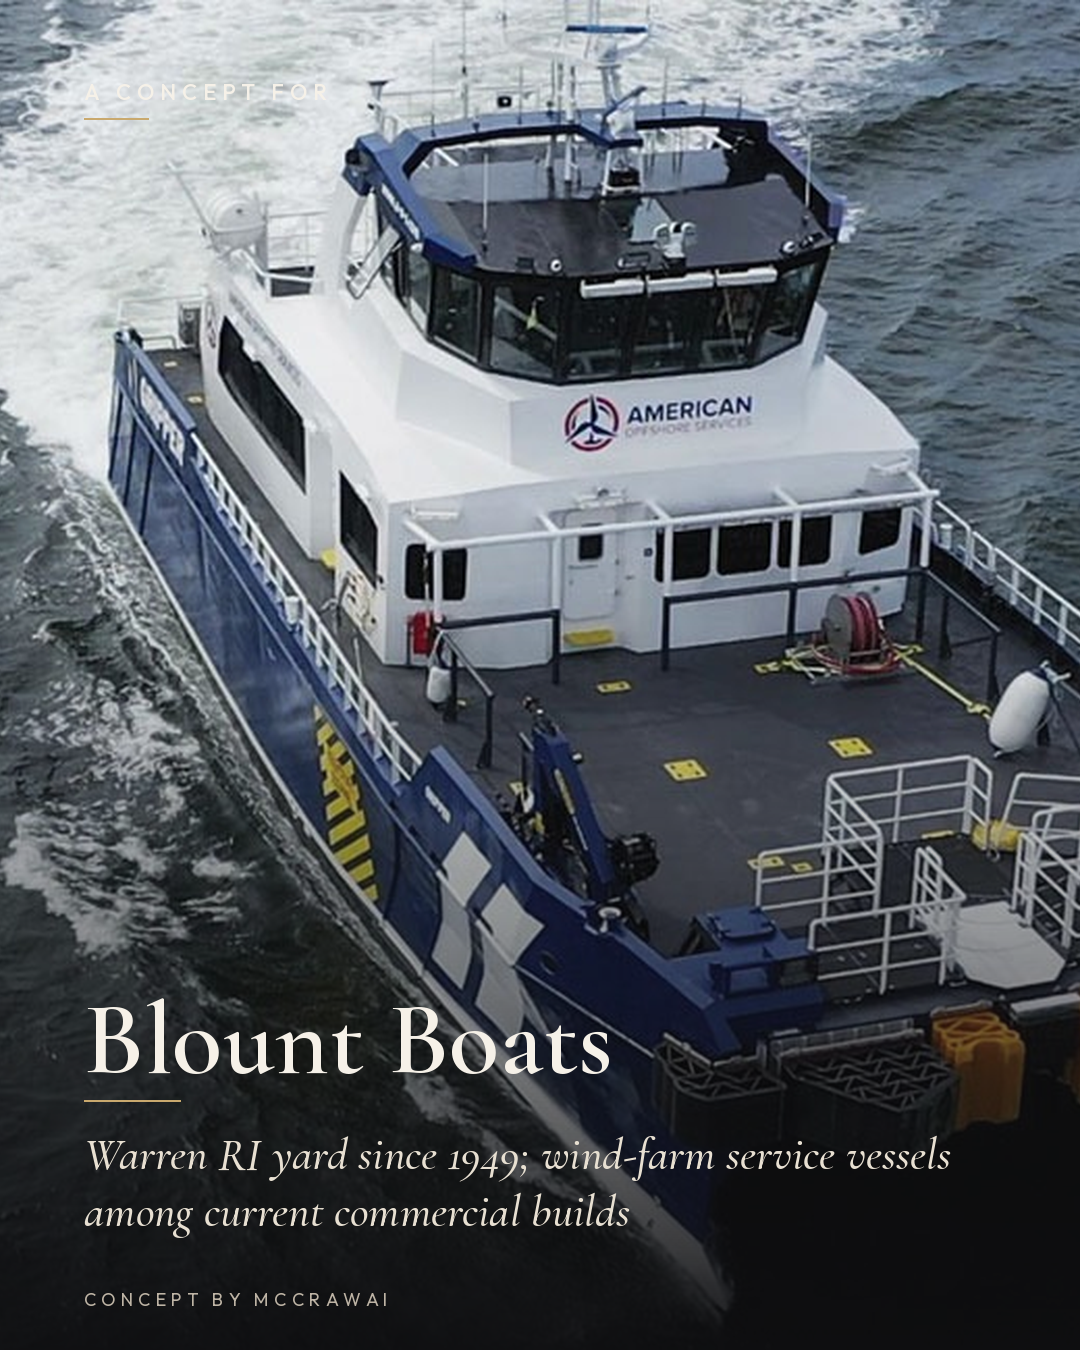 A CONCEPT FOR
AMERICAN
OFFSHORE SERVICES
Blount Boats
Warren RI yard since 1949; wind-farm service vessels
among current commercial builds
CONCEPT BY MCCRAWAI